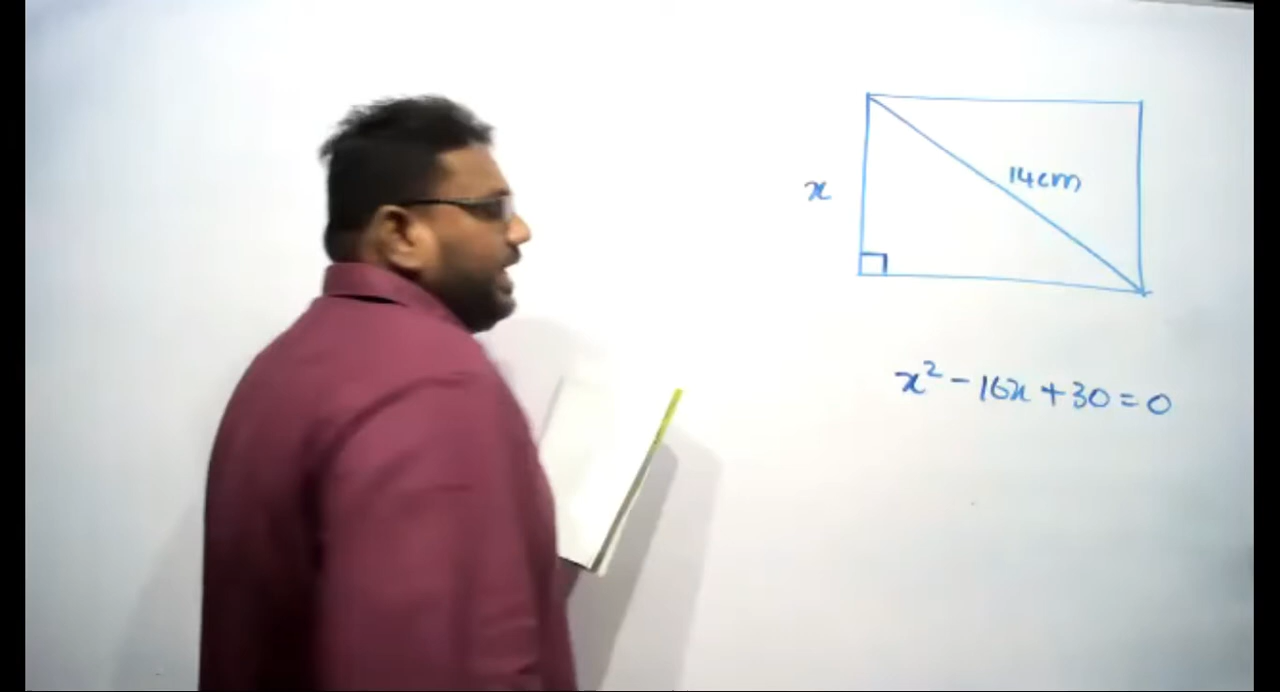 x
14cm
x² - 16x + 30 = 0